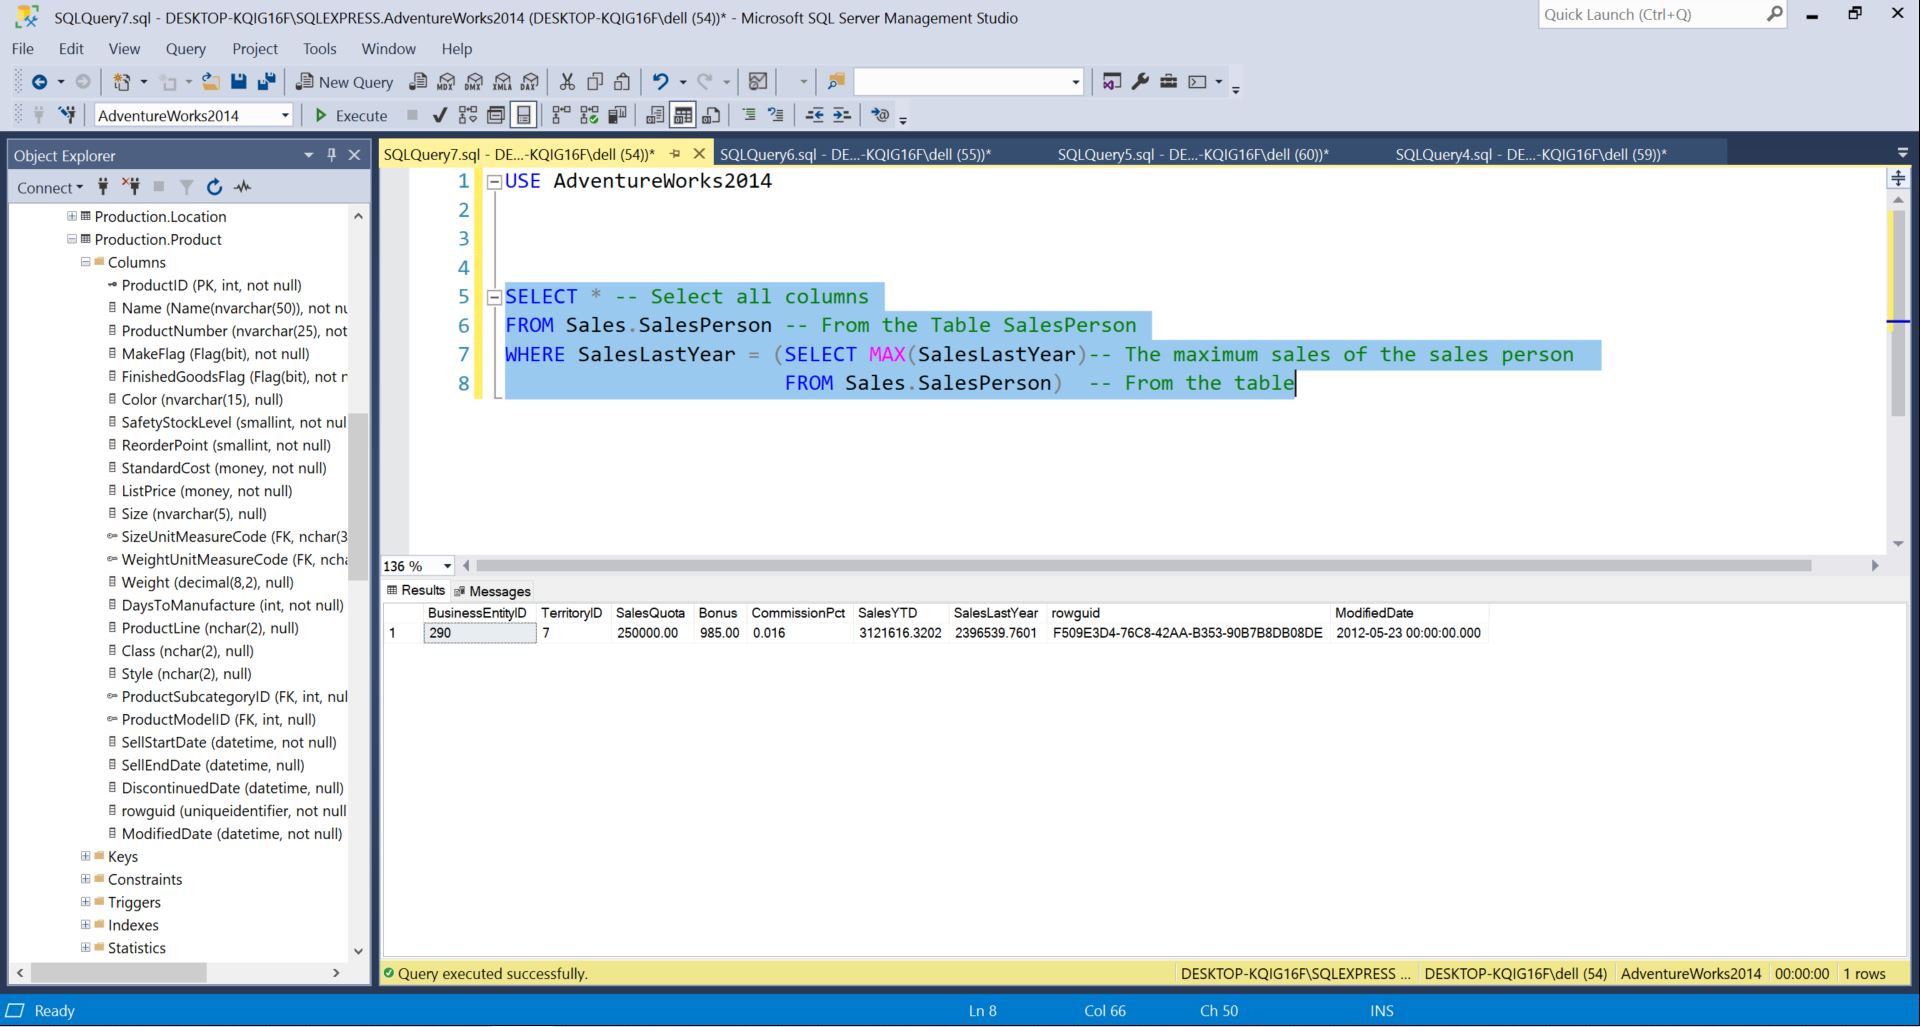 SQLQuery7.sql - DESKTOP-KQIG16F\SQLEXPRESS.AdventureWorks2014 (DESKTOP-KQIG16F\dell (54))* - Microsoft SQL Server Management Studio
Quick Launch (Ctrl+Q)
File Edit View Query Project Tools Window Help
New Query MDX DMX XMLA DAX
AdventureWorks2014 Execute
Object Explorer
Connect
Production.Location
Production.Product
Columns
ProductID (PK, int, not null)
Name (Name(nvarchar(50)), not nu
ProductNumber (nvarchar(25), not
MakeFlag (Flag(bit), not null)
FinishedGoodsFlag (Flag(bit), not n
Color (nvarchar(15), null)
SafetyStockLevel (smallint, not nul
ReorderPoint (smallint, not null)
StandardCost (money, not null)
ListPrice (money, not null)
Size (nvarchar(5), null)
SizeUnitMeasureCode (FK, nchar(3
WeightUnitMeasureCode (FK, ncha
Weight (decimal(8,2), null)
DaysToManufacture (int, not null)
ProductLine (nchar(2), null)
Class (nchar(2), null)
Style (nchar(2), null)
ProductSubcategoryID (FK, int, nul
ProductModelID (FK, int, null)
SellStartDate (datetime, not null)
SellEndDate (datetime, null)
DiscontinuedDate (datetime, null)
rowguid (uniqueidentifier, not null
ModifiedDate (datetime, not null)
Keys
Constraints
Triggers
Indexes
Statistics
SQLQuery7.sql - DE...-KQIG16F\dell (54))* SQLQuery6.sql - DE...-KQIG16F\dell (55))* SQLQuery5.sql - DE...-KQIG16F\dell (60))* SQLQuery4.sql - DE...-KQIG16F\dell (59))*
1 USE AdventureWorks2014
2
3
4
5 SELECT * -- Select all columns
6 FROM Sales.SalesPerson -- From the Table SalesPerson
7 WHERE SalesLastYear = (SELECT MAX(SalesLastYear)-- The maximum sales of the sales person
8 FROM Sales.SalesPerson) -- From the table
136 %
Results Messages
BusinessEntityID TerritoryID SalesQuota Bonus CommissionPct SalesYTD SalesLastYear rowguid ModifiedDate
1 290 7 250000.00 985.00 0.016 3121616.3202 2396539.7601 F509E3D4-76C8-42AA-B353-90B7B8DB08DE 2012-05-23 00:00:00.000
Query executed successfully. DESKTOP-KQIG16F\SQLEXPRESS ... DESKTOP-KQIG16F\dell (54) AdventureWorks2014 00:00:00 1 rows
Ready Ln 8 Col 66 Ch 50 INS